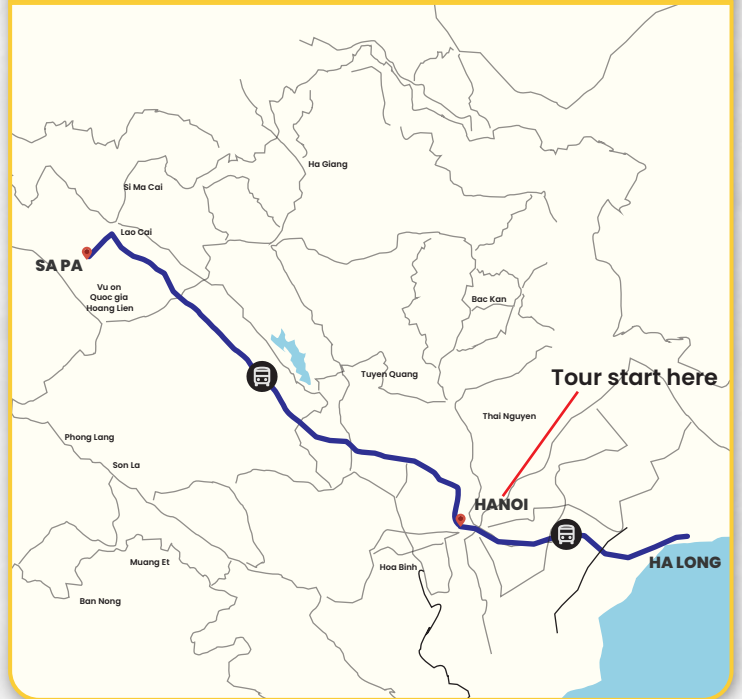 Ha Giang
Si Ma Cai
Lao Cai
SA PA
Vu on
Quoc gia
Hoang Lien
Bac Kan
Tuyen Quang
Tour start here
Thai Nguyen
Phong Lang
Son La
HANOI
Muang Et
Hoa Binh
HA LONG
Ban Nong